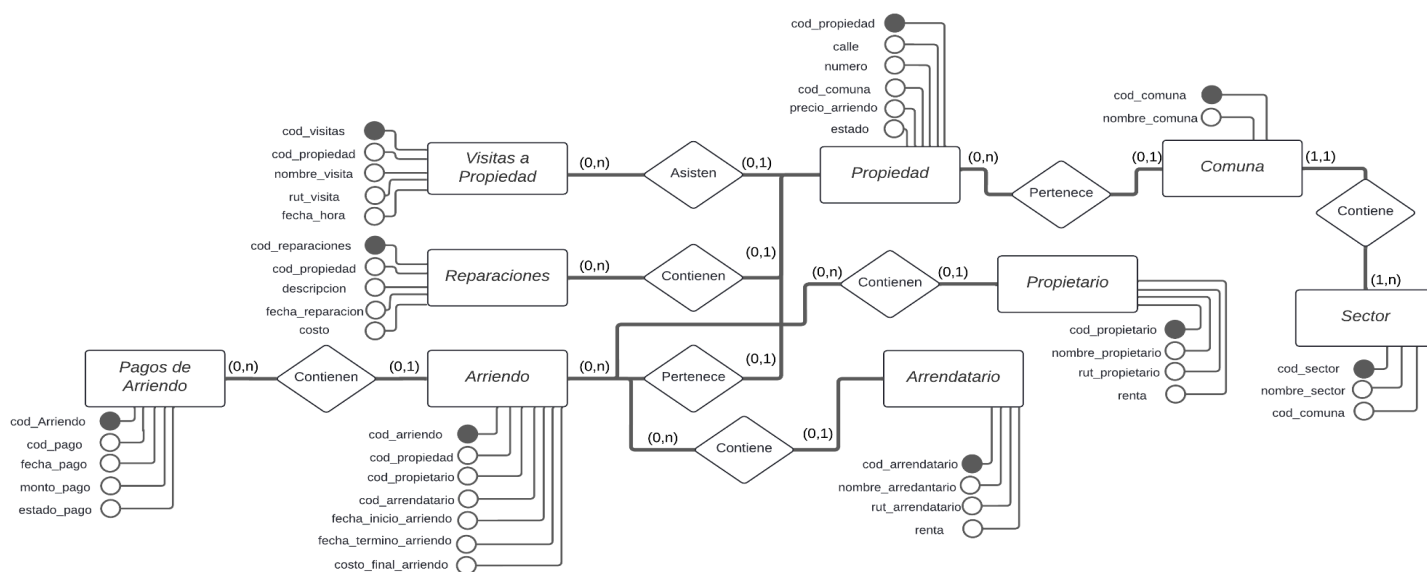 cod_propiedad
calle
numero
cod_comuna
precio_arriendo
estado
Propiedad
(0,n)
Pertenece
(0,1)
cod_comuna
nombre_comuna
Comuna
(1,1)
Contiene
(1,n)
Sector
cod_sector
nombre_sector
cod_comuna
cod_visitas
cod_propiedad
nombre_visita
rut_visita
fecha_hora
Visitas a
Propiedad
(0,n)
Asisten
(0,1)
cod_reparaciones
cod_propiedad
descripcion
fecha_reparacion
costo
Reparaciones
(0,n)
Contienen
(0,1)
(0,n)
Contienen
(0,1)
Propietario
cod_propietario
nombre_propietario
rut_propietario
renta
Pagos de
Arriendo
(0,n)
Contienen
(0,1)
Arriendo
(0,n)
Pertenece
(0,1)
(0,n)
Contiene
(0,1)
Arrendatario
cod_Arriendo
cod_pago
fecha_pago
monto_pago
estado_pago
cod_arriendo
cod_propiedad
cod_propietario
cod_arrendatario
fecha_inicio_arriendo
fecha_termino_arriendo
costo_final_arriendo
cod_arrendatario
nombre_arredantario
rut_arrendatario
renta